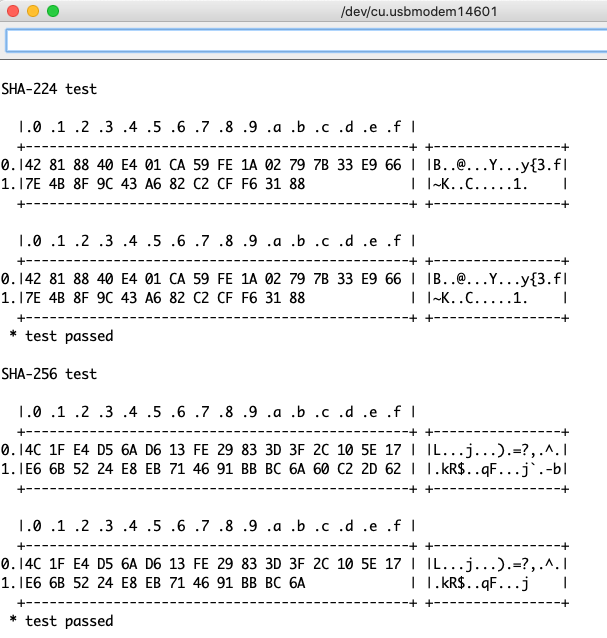 /dev/cu.usbmodem14601
SHA-224 test
|.0 .1 .2 .3 .4 .5 .6 .7 .8 .9 .a .b .c .d .e .f |
+------------------------------------------------+ +----------------+
0.|42 81 88 40 E4 01 CA 59 FE 1A 02 79 7B 33 E9 66 | |B..@...Y...y{3.f|
1.|7E 4B 8F 9C 43 A6 82 C2 CF F6 31 88             | |~K..C.....1.    |
+------------------------------------------------+ +----------------+
|.0 .1 .2 .3 .4 .5 .6 .7 .8 .9 .a .b .c .d .e .f |
+------------------------------------------------+ +----------------+
0.|42 81 88 40 E4 01 CA 59 FE 1A 02 79 7B 33 E9 66 | |B..@...Y...y{3.f|
1.|7E 4B 8F 9C 43 A6 82 C2 CF F6 31 88             | |~K..C.....1.    |
+------------------------------------------------+ +----------------+
* test passed
SHA-256 test
|.0 .1 .2 .3 .4 .5 .6 .7 .8 .9 .a .b .c .d .e .f |
+------------------------------------------------+ +----------------+
0.|4C 1F E4 D5 6A D6 13 FE 29 83 3D 3F 2C 10 5E 17 | |L...j...).=?,.^.|
1.|E6 6B 52 24 E8 EB 71 46 91 BB BC 6A 60 C2 2D 62 | |.kR$..qF...j`.-b|
+------------------------------------------------+ +----------------+
|.0 .1 .2 .3 .4 .5 .6 .7 .8 .9 .a .b .c .d .e .f |
+------------------------------------------------+ +----------------+
0.|4C 1F E4 D5 6A D6 13 FE 29 83 3D 3F 2C 10 5E 17 | |L...j...).=?,.^.|
1.|E6 6B 52 24 E8 EB 71 46 91 BB BC 6A             | |.kR$..qF...j    |
+------------------------------------------------+ +----------------+
* test passed